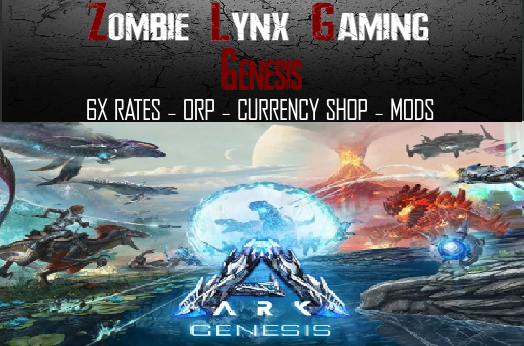 Zombie Lynx Gaming
Genesis
6X RATES - ORP - CURRENCY SHOP - MODS
ARK
GENESIS